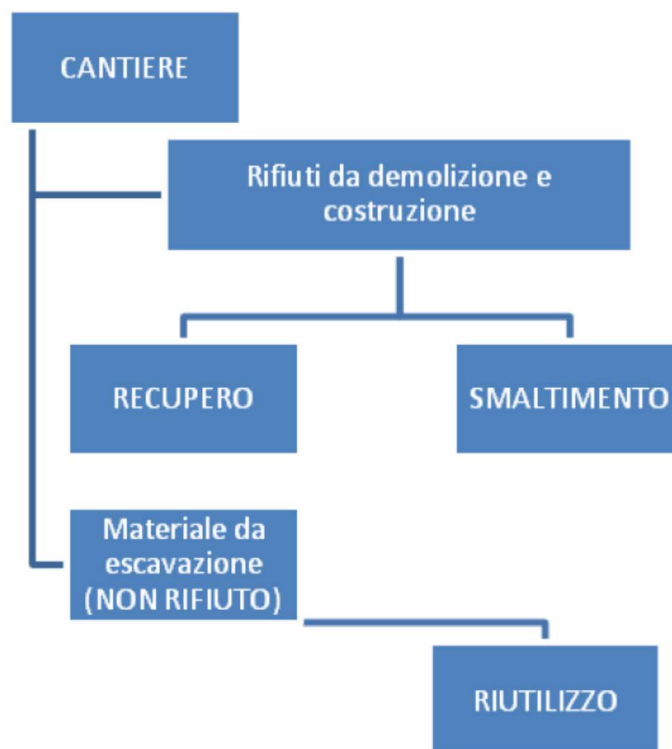 CANTIERE
Rifiuti da demolizione e
costruzione
RECUPERO
SMALTIMENTO
Materiale da
escavazione
(NON RIFIUTO)
RIUTILIZZO